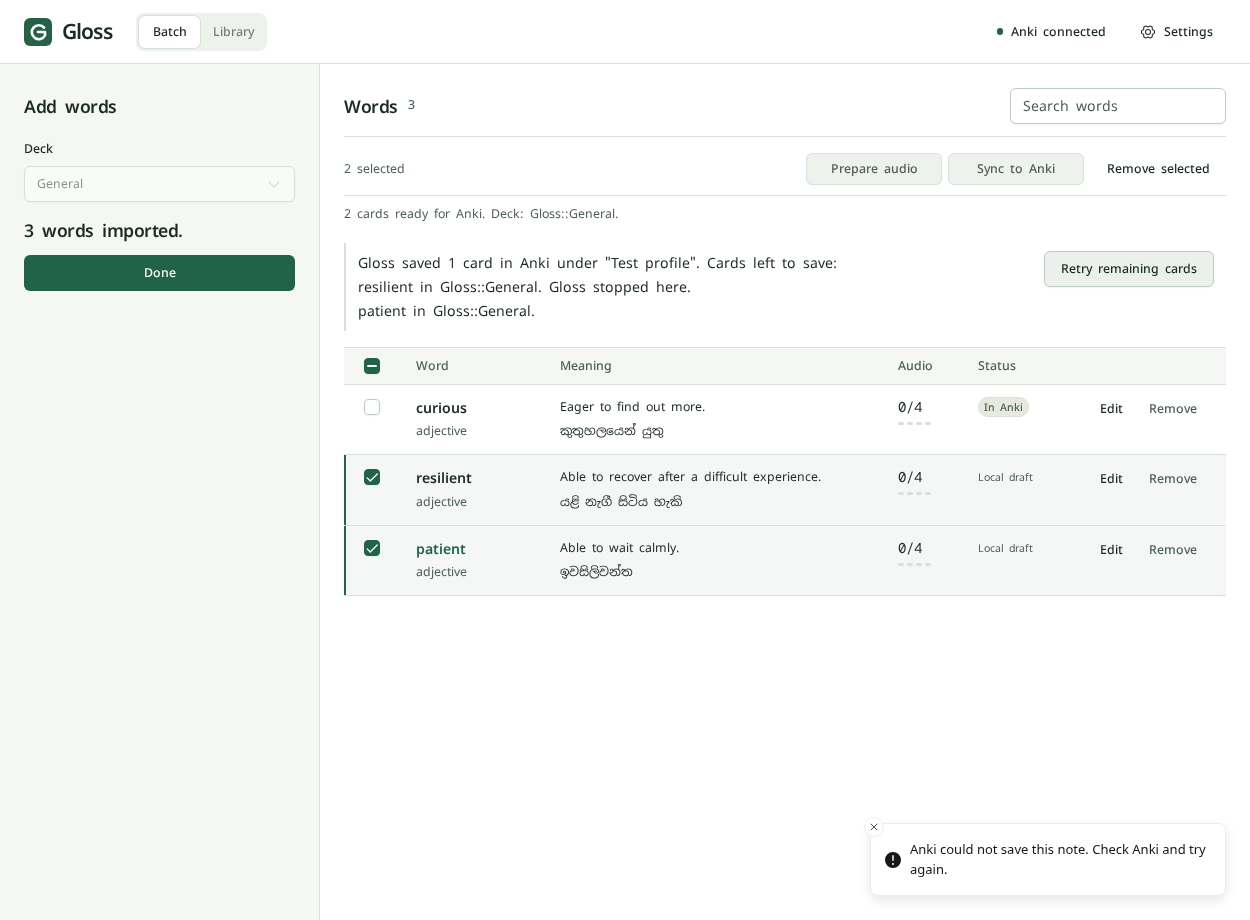 G Gloss
Batch
Library
Anki connected
Settings
Add words
Deck
General
3 words imported.
Done
Words 3
Search words
2 selected
Prepare audio
Sync to Anki
Remove selected
2 cards ready for Anki. Deck: Gloss::General.
Gloss saved 1 card in Anki under "Test profile". Cards left to save:
resilient in Gloss::General. Gloss stopped here.
patient in Gloss::General.
Retry remaining cards
Word Meaning Audio Status
curious Eager to find out more. 0/4 In Anki Edit Remove
adjective කුතුහලයෙන් යුතු
resilient Able to recover after a difficult experience. 0/4 Local draft Edit Remove
adjective යළි නැගී සිටිය හැකි
patient Able to wait calmly. 0/4 Local draft Edit Remove
adjective ඉවසිලිවන්ත
Anki could not save this note. Check Anki and try
again.